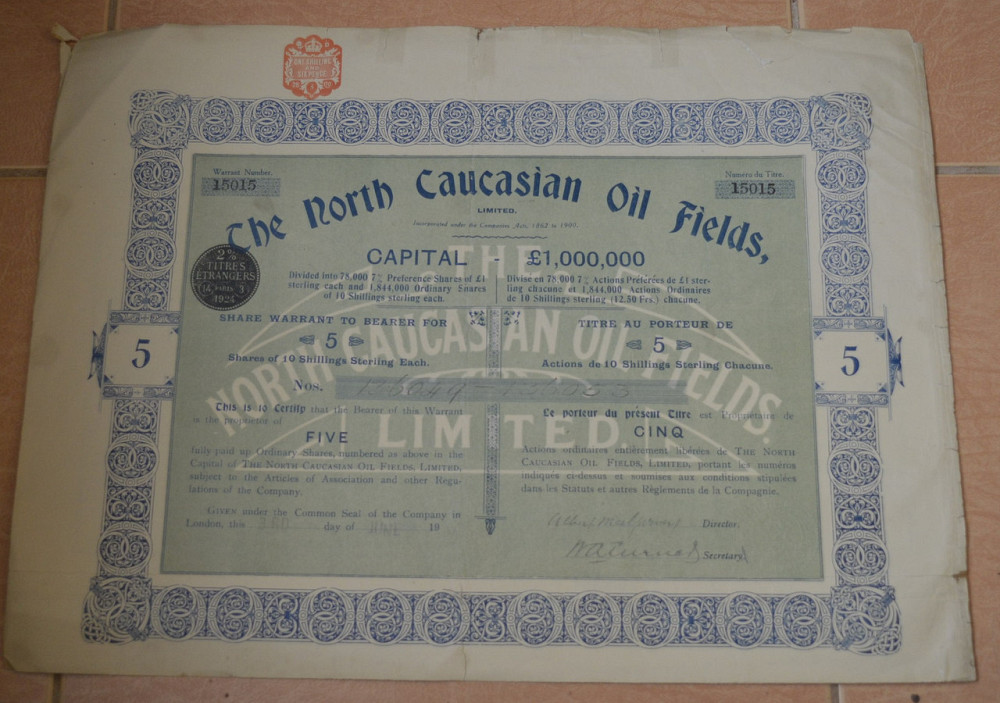 ONE SHILLING
AND
SIXPENCE
Warrant Number.
15015
Numero du Titre.
15015
The North Caucasian Oil Fields,
LIMITED.
Incorporated under the Companies Acts, 1862 to 1900.
CAPITAL - £1,000,000
Divided into 78,000 7% Preference Shares of £1
sterling each and 1,844,000 Ordinary Shares
of 10 Shillings sterling each.
Divise en 78,000 7% Actions Préférées de £1 ster-
ling chacune et 1,844,000 Actions Ordinaires
de 10 Shillings sterling (12.50 Frs.) chacune.
2%
TITRES
ÉTRANGERS
1924
SHARE WARRANT TO BEARER FOR
5
Shares of 10 Shillings Sterling Each.
TITRE AU PORTEUR DE
5
Actions de 10 Shillings Sterling Chacune.
5
5
Nos.
This is to Certify that the Bearer of this Warrant
is the proprietor of
FIVE
fully paid up Ordinary Shares, numbered as above in the
Capital of THE NORTH CAUCASIAN OIL FIELDS, LIMITED,
subject to the Articles of Association and other Regu-
lations of the Company.
GIVEN under the Common Seal of the Company in
London, this day of 19
Le porteur du présent Titre est Propriétaire de
CINQ
Actions ordinaires entièrement libérées de THE NORTH
CAUCASIAN OIL FIELDS, LIMITED, portant les numéros
indiqués ci-dessus et soumises aux conditions stipulées
dans les Statuts et autres Règlements de la Compagnie.
Director.
Secretary
THE
NORTH CAUCASIAN OIL FIELDS.
LIMITED.